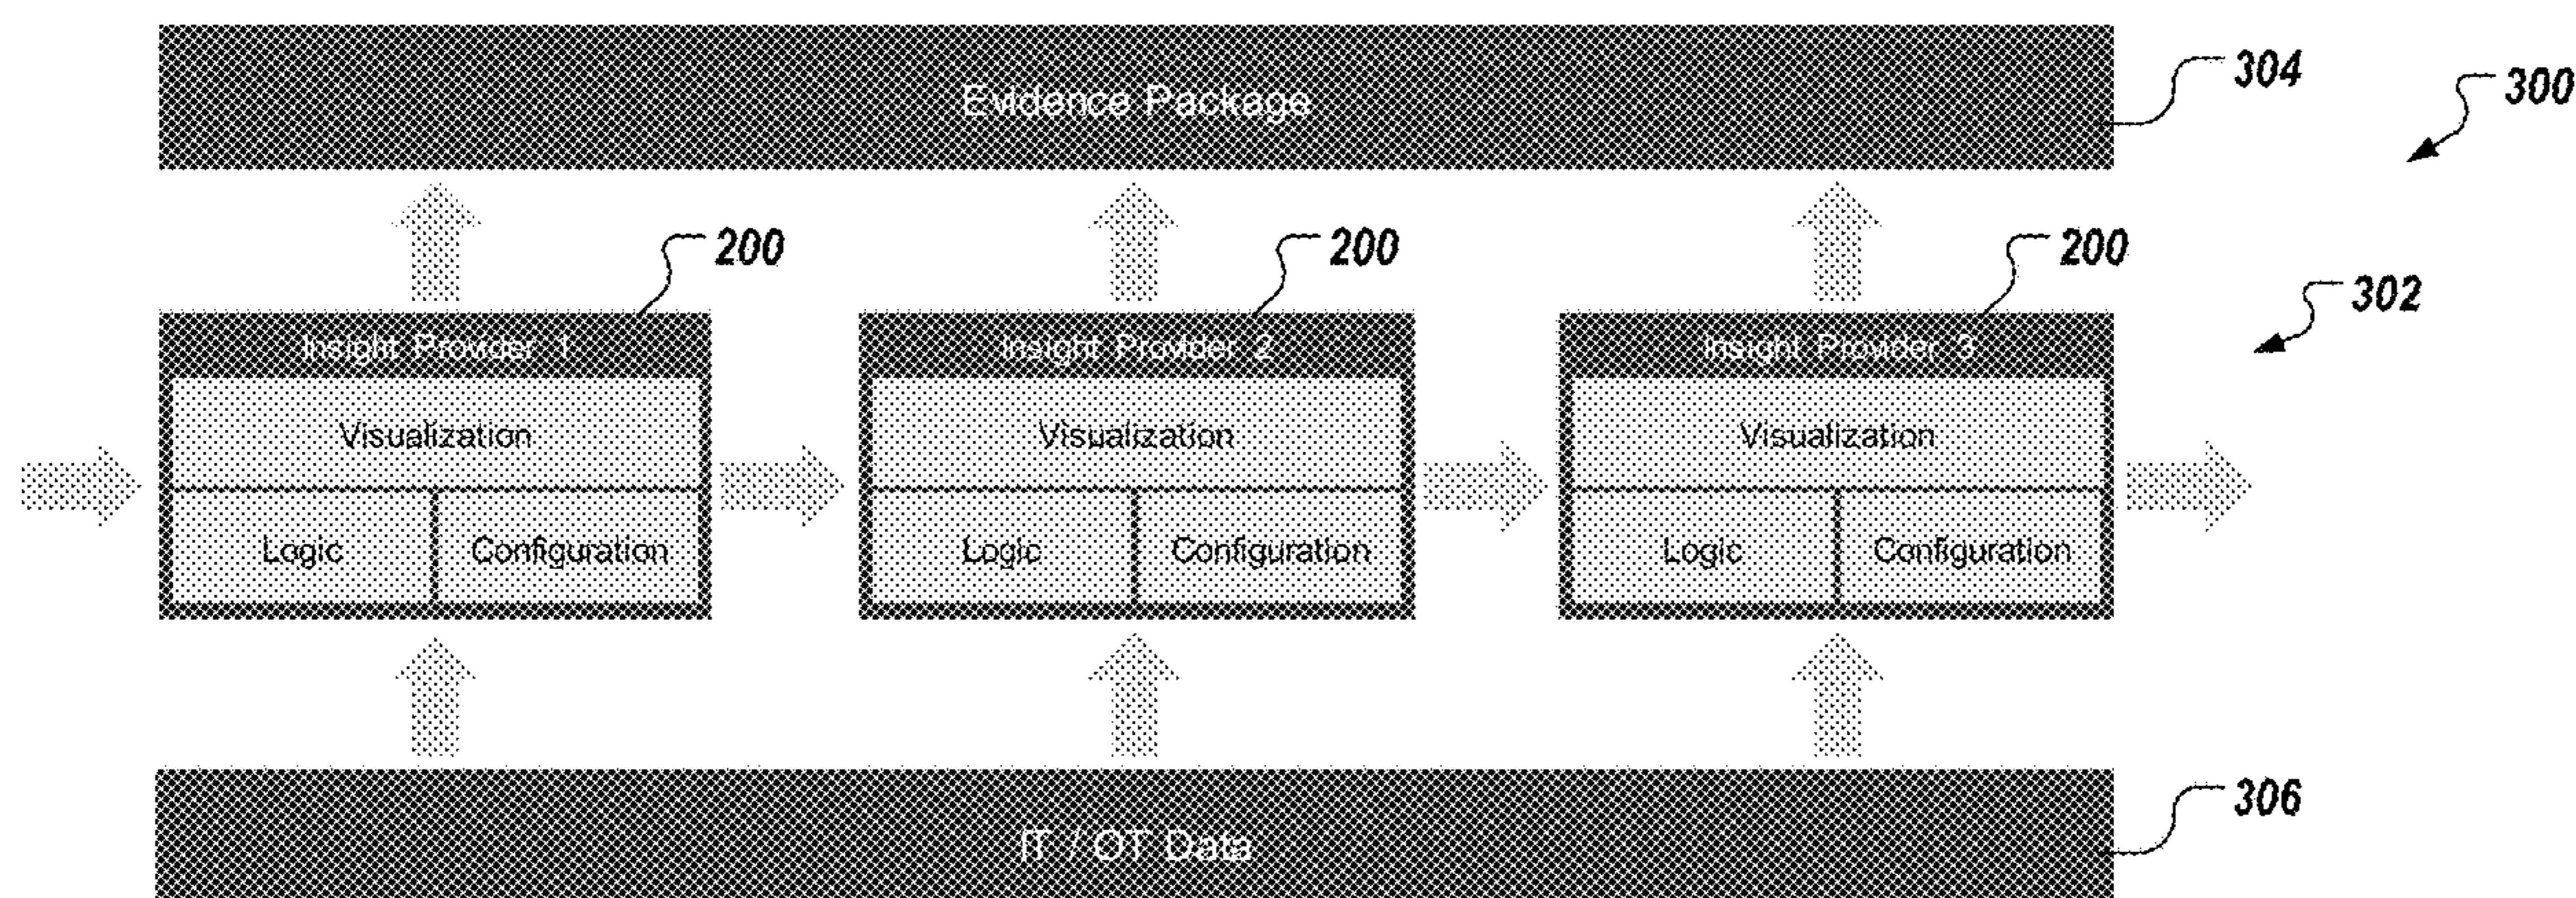 Evidence Package
304
300
200
200
200
302
Insight Provider 1
Insight Provider 2
Insight Provider 3
Visualization
Visualization
Visualization
Logic
Configuration
Logic
Configuration
Logic
Configuration
306
IT / OT Data